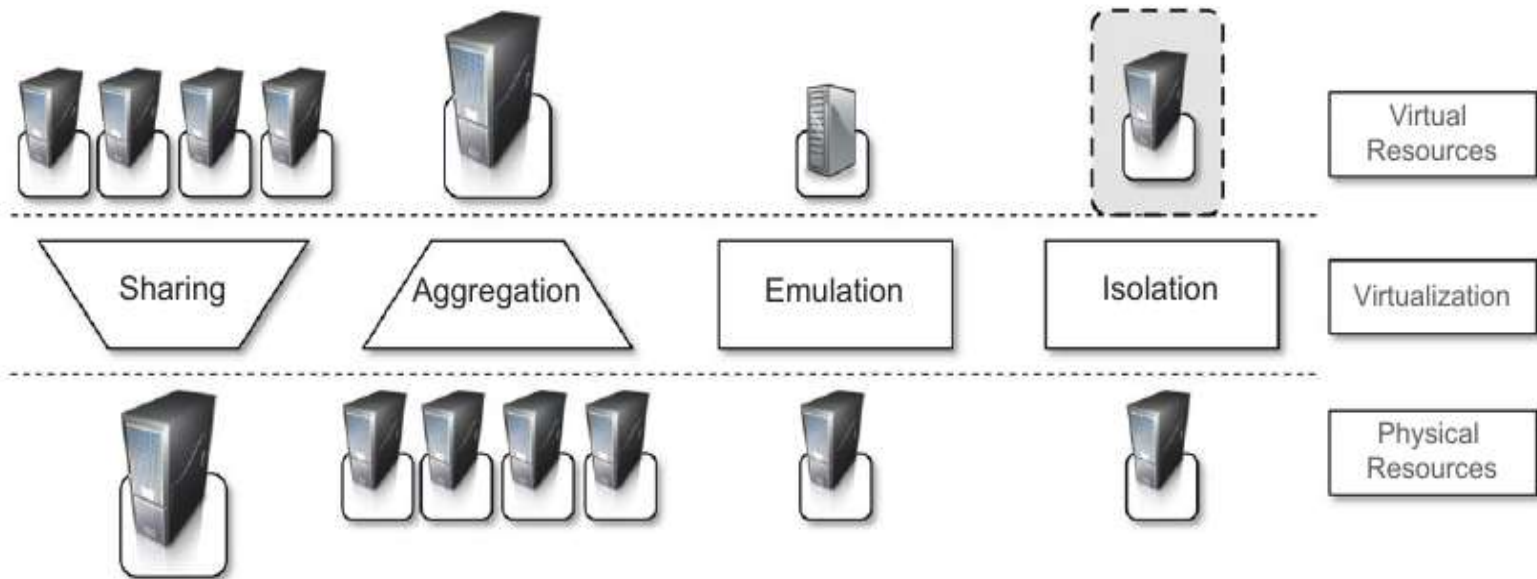 Virtual
Resources
Sharing
Aggregation
Emulation
Isolation
Virtualization
Physical
Resources